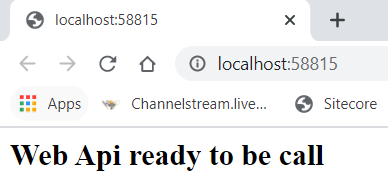 localhost:58815
localhost:58815
Apps Channelstream.live... Sitecore
Web Api ready to be call